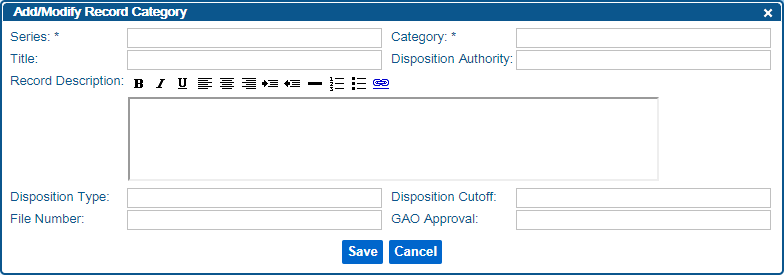 Add/Modify Record Category
Series: * Category: *
Title: Disposition Authority:
Record Description: B I U
Disposition Type: Disposition Cutoff:
File Number: GAO Approval:
Save Cancel